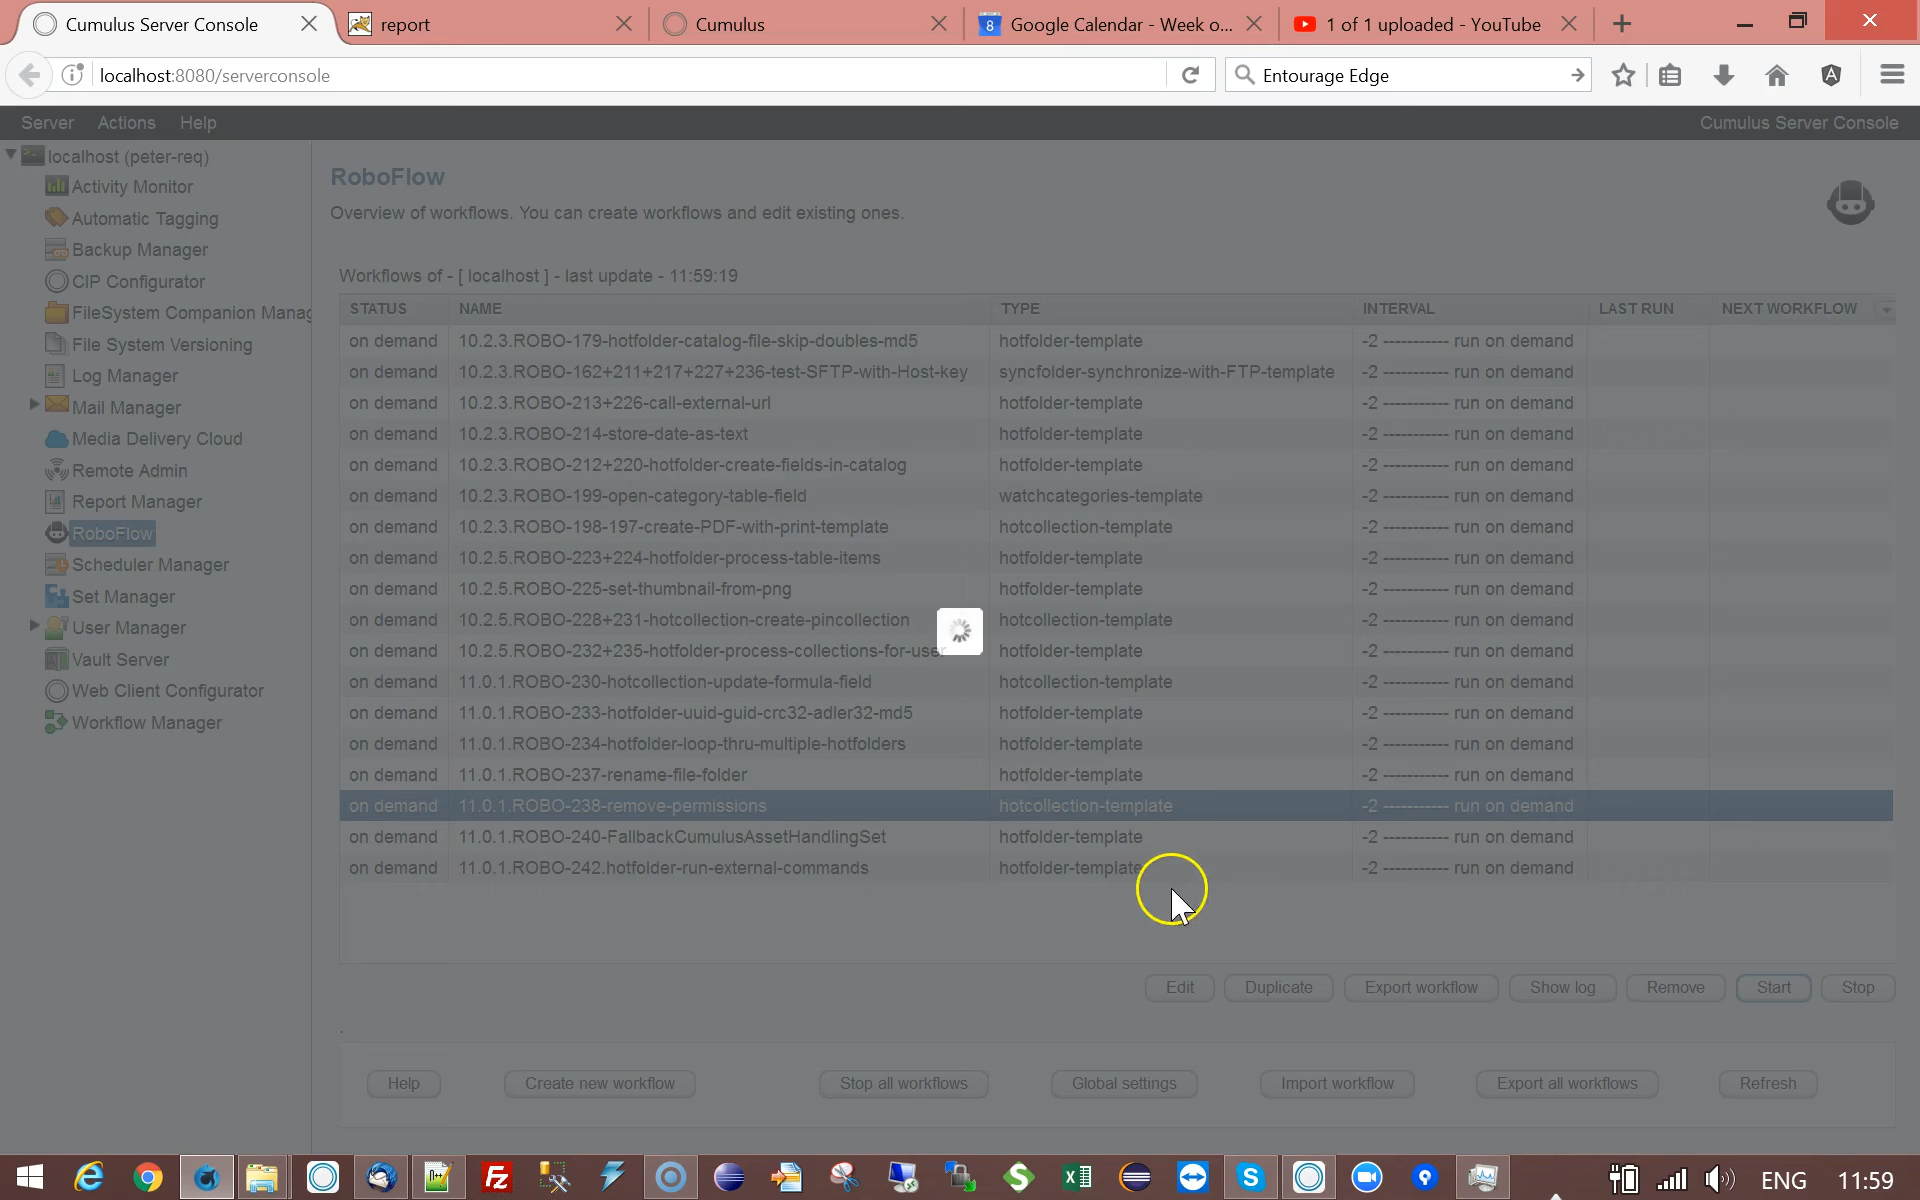 Cumulus Server Console
report
Cumulus
Google Calendar - Week o...
1 of 1 uploaded - YouTube
localhost:8080/serverconsole
Entourage Edge
Server Actions Help
Cumulus Server Console
localhost (peter-req)
Activity Monitor
Automatic Tagging
Backup Manager
CIP Configurator
FileSystem Companion Manag
File System Versioning
Log Manager
Mail Manager
Media Delivery Cloud
Remote Admin
Report Manager
RoboFlow
Scheduler Manager
Set Manager
User Manager
Vault Server
Web Client Configurator
Workflow Manager
RoboFlow
Overview of workflows. You can create workflows and edit existing ones.
Workflows of - [ localhost ] - last update - 11:59:19
STATUS NAME TYPE INTERVAL LAST RUN NEXT WORKFLOW
on demand 10.2.3.ROBO-179-hotfolder-catalog-file-skip-doubles-md5 hotfolder-template -2 ----------- run on demand
on demand 10.2.3.ROBO-162+211+217+227+236-test-SFTP-with-Host-key syncfolder-synchronize-with-FTP-template -2 ----------- run on demand
on demand 10.2.3.ROBO-213+226-call-external-url hotfolder-template -2 ----------- run on demand
on demand 10.2.3.ROBO-214-store-date-as-text hotfolder-template -2 ----------- run on demand
on demand 10.2.3.ROBO-212+220-hotfolder-create-fields-in-catalog hotfolder-template -2 ----------- run on demand
on demand 10.2.3.ROBO-199-open-category-table-field watchcategories-template -2 ----------- run on demand
on demand 10.2.3.ROBO-198-197-create-PDF-with-print-template hotcollection-template -2 ----------- run on demand
on demand 10.2.5.ROBO-223+224-hotfolder-process-table-items hotfolder-template -2 ----------- run on demand
on demand 10.2.5.ROBO-225-set-thumbnail-from-png hotfolder-template -2 ----------- run on demand
on demand 10.2.5.ROBO-228+231-hotcollection-create-pincollection hotcollection-template -2 ----------- run on demand
on demand 10.2.5.ROBO-232+235-hotfolder-process-collections-for-user hotfolder-template -2 ----------- run on demand
on demand 11.0.1.ROBO-230-hotcollection-update-formula-field hotcollection-template -2 ----------- run on demand
on demand 11.0.1.ROBO-233-hotfolder-uuid-guid-crc32-adler32-md5 hotfolder-template -2 ----------- run on demand
on demand 11.0.1.ROBO-234-hotfolder-loop-thru-multiple-hotfolders hotfolder-template -2 ----------- run on demand
on demand 11.0.1.ROBO-237-rename-file-folder hotfolder-template -2 ----------- run on demand
on demand 11.0.1.ROBO-238-remove-permissions hotcollection-template -2 ----------- run on demand
on demand 11.0.1.ROBO-240-FallbackCumulusAssetHandlingSet hotfolder-template -2 ----------- run on demand
on demand 11.0.1.ROBO-242.hotfolder-run-external-commands hotfolder-template -2 ----------- run on demand
Edit Duplicate Export workflow Show log Remove Start Stop
.
Help Create new workflow Stop all workflows Global settings Import workflow Export all workflows Refresh
ENG 11:59